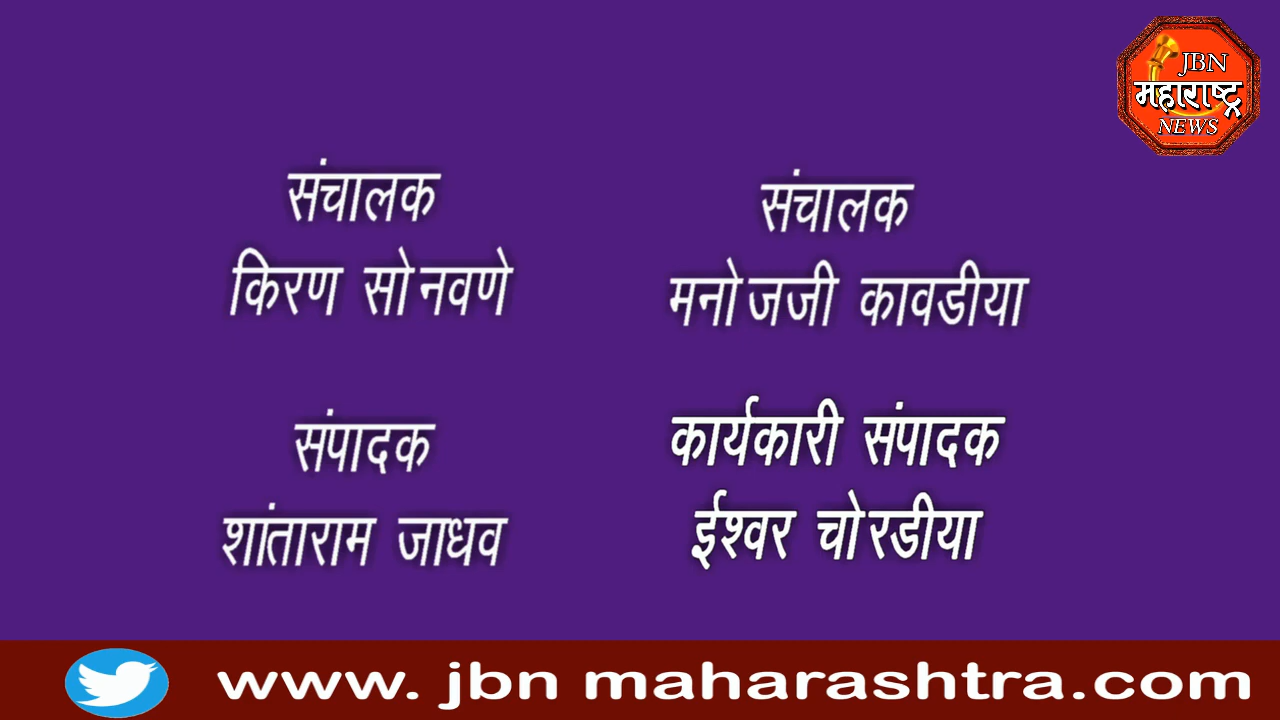 JBN
महाराष्ट्र
NEWS
संचालक
किरण सोनवणे
संचालक
मनोजजी कावडीया
संपादक
शांताराम जाधव
कार्यकारी संपादक
ईश्वर चोरडीया
www. jbn maharashtra.com